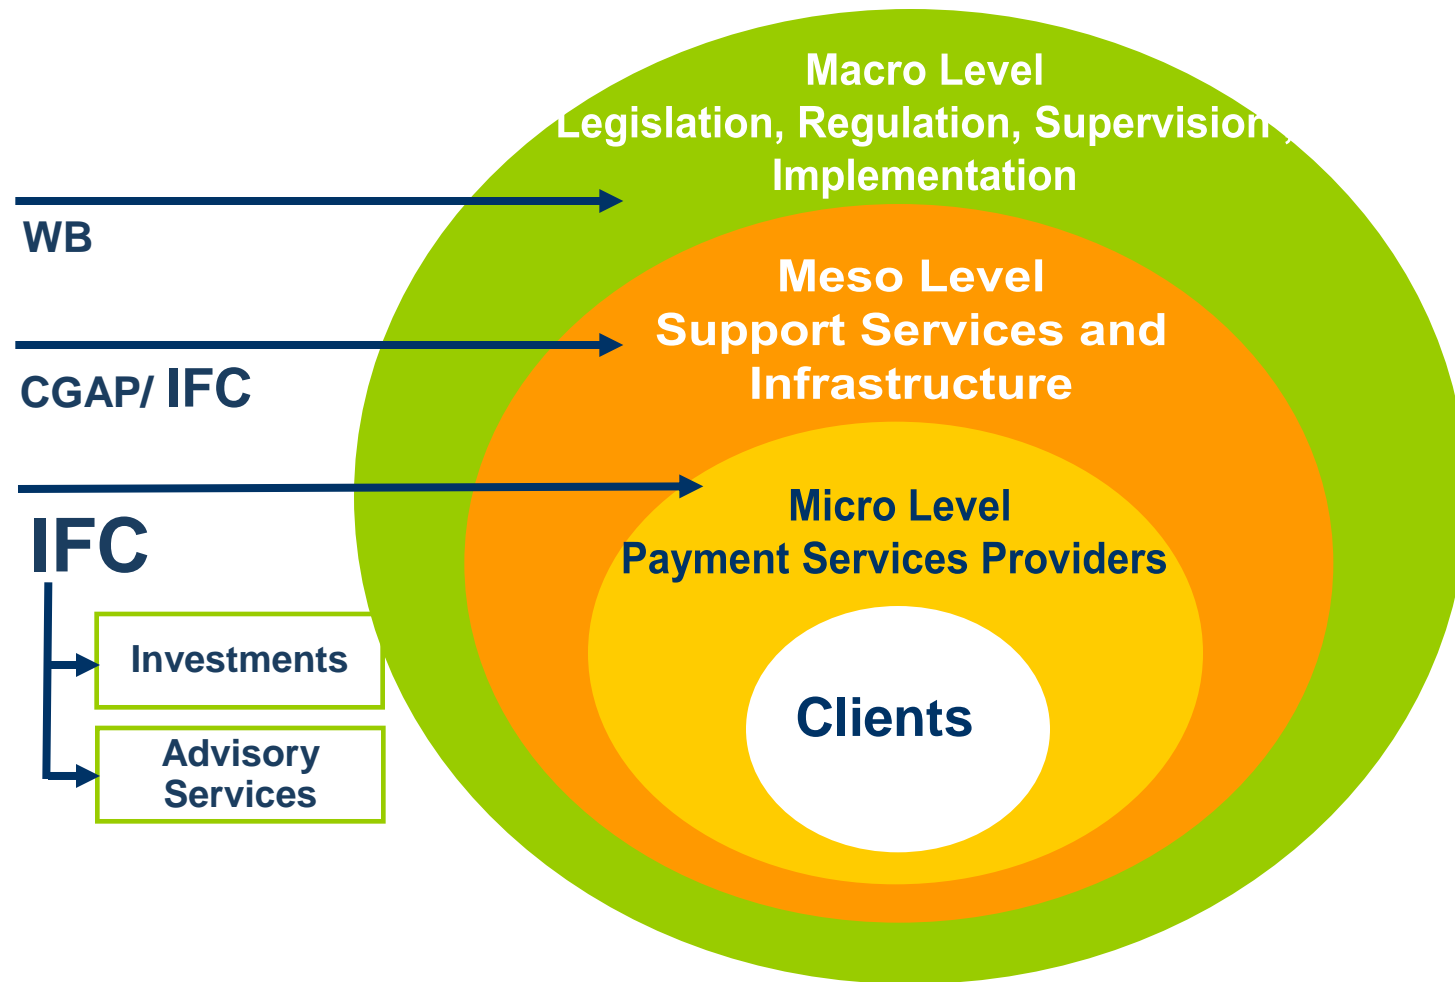 Macro Level
Legislation, Regulation, Supervision ,
Implementation
WB
Meso Level
Support Services and
Infrastructure
CGAP/ IFC
Micro Level
Payment Services Providers
IFC
Investments
Advisory
Services
Clients